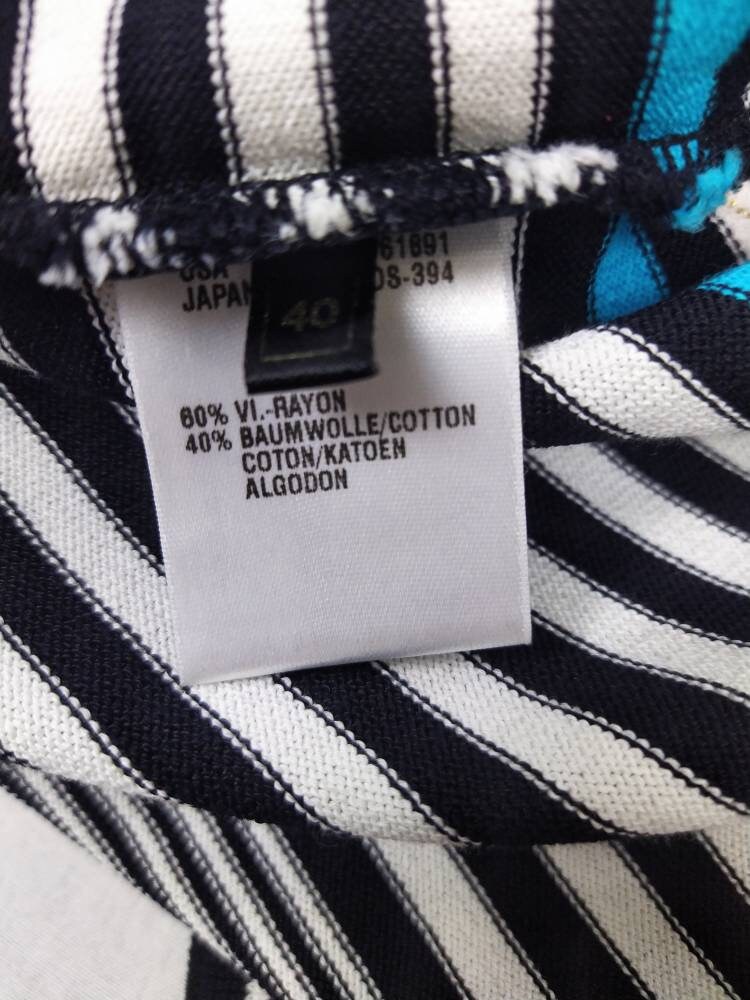 USA 61891
JAPAN DS-394
40
60% VI.-RAYON
40% BAUMWOLLE/COTTON
COTON/KATOEN
ALGODON